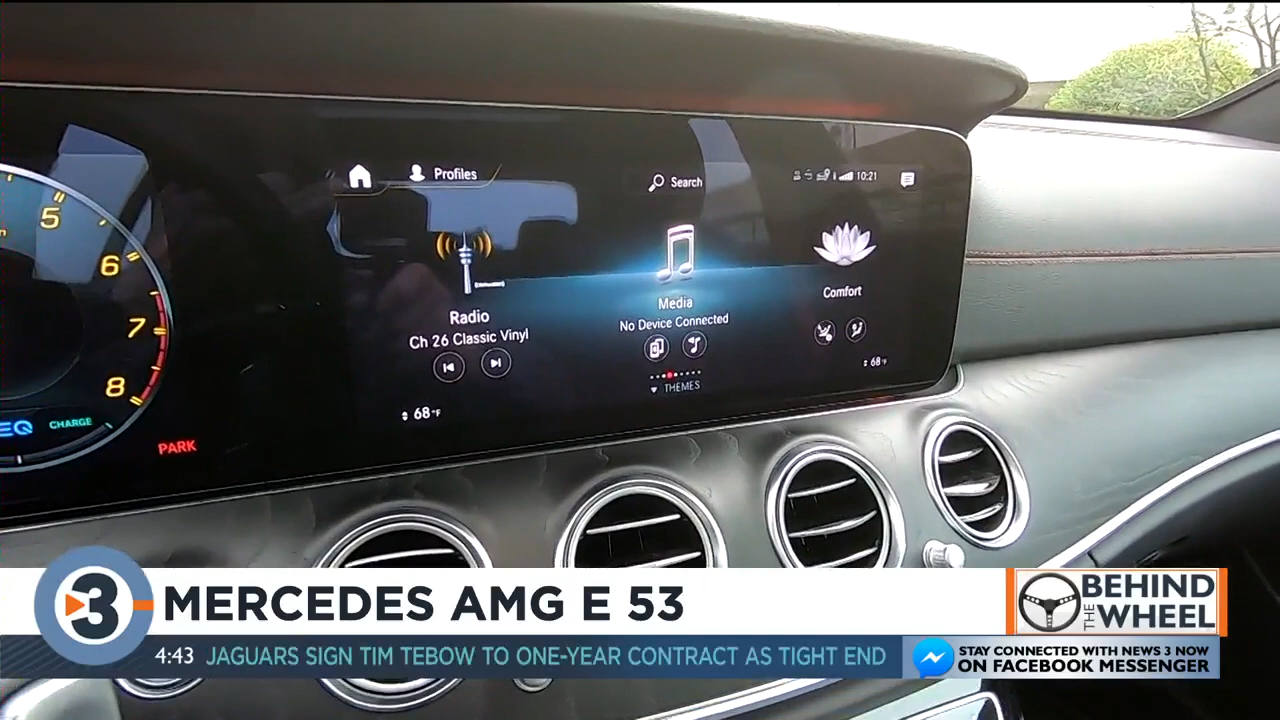 Profiles
Search
10:21
5
6
7
8
Radio
Ch 26 Classic Vinyl
Media
No Device Connected
Comfort
THEMES
68°F
68°F
EQ CHARGE
PARK
3
MERCEDES AMG E 53
BEHIND
THE WHEEL
4:43 JAGUARS SIGN TIM TEBOW TO ONE-YEAR CONTRACT AS TIGHT END
STAY CONNECTED WITH NEWS 3 NOW
ON FACEBOOK MESSENGER